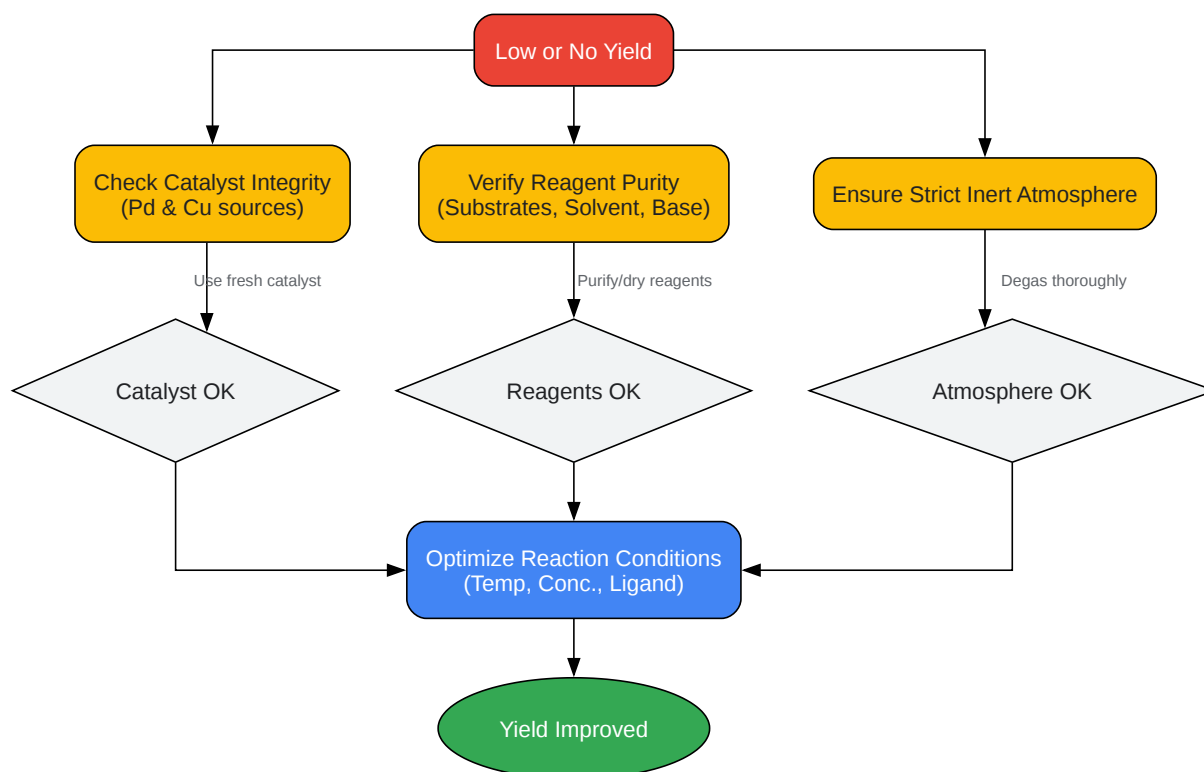 Low or No Yield
Check Catalyst Integrity
(Pd & Cu sources)
Verify Reagent Purity
(Substrates, Solvent, Base)
Ensure Strict Inert Atmosphere
Use fresh catalyst
Purify/dry reagents
Degas thoroughly
Catalyst OK
Reagents OK
Atmosphere OK
Optimize Reaction Conditions
(Temp, Conc., Ligand)
Yield Improved